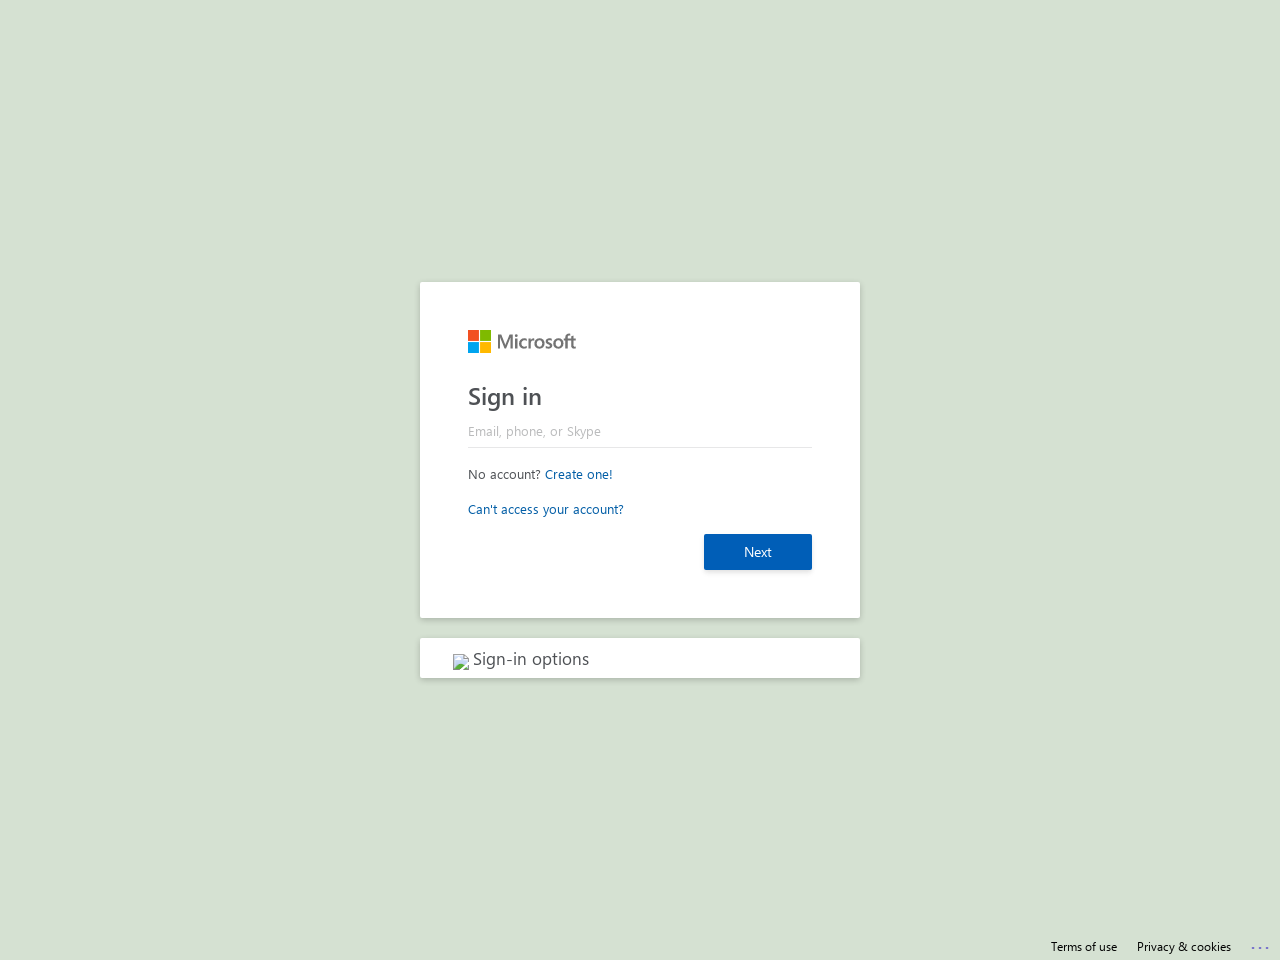 Microsoft
Sign in
Email, phone, or Skype
No account? Create one!
Can't access your account?
Next
Sign-in options
Terms of use Privacy & cookies ...